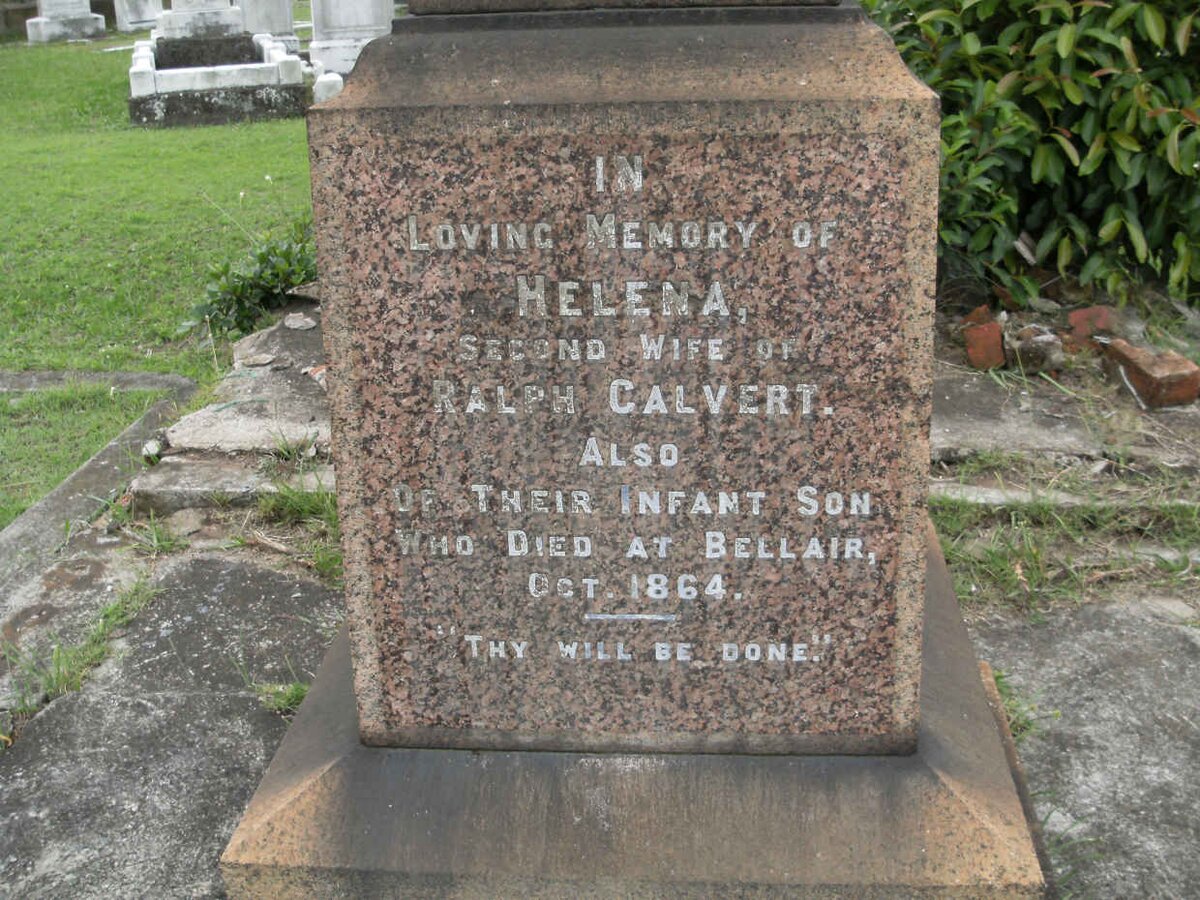 IN
LOVING MEMORY OF
HELENA,
SECOND WIFE OF
RALPH CALVERT.
ALSO
OF THEIR INFANT SON
WHO DIED AT BELLAIR,
OCT. 1864.
"THY WILL BE DONE."